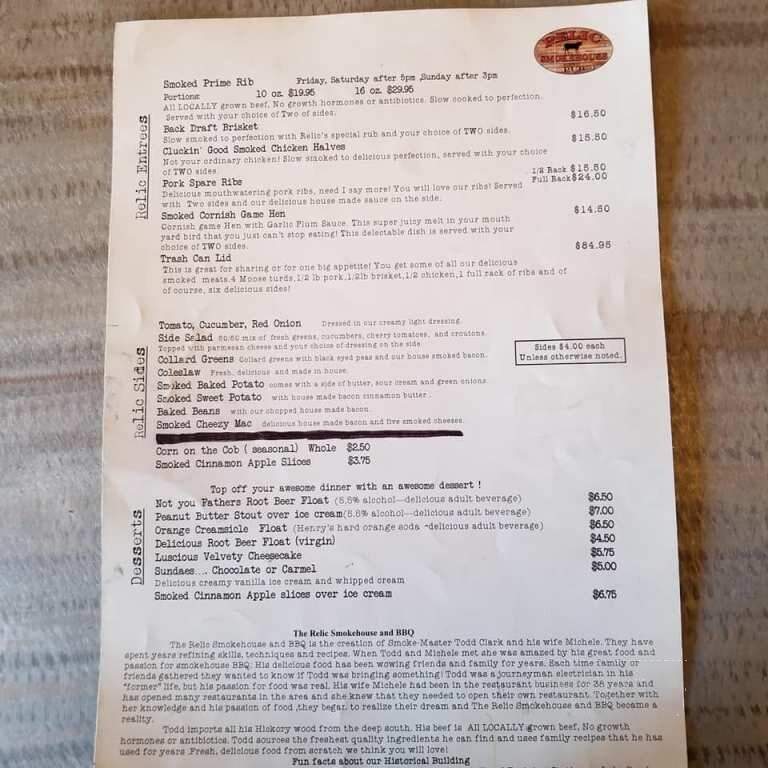 RELIC
SMOKEHOUSE
Relic Entrees
Smoked Prime Rib Friday, Saturday after 5pm ,Sunday after 3pm
Portions: 10 oz. $19.95 16 oz. $29.95
All LOCALLY grown beef, No growth hormones or antibiotics. Slow cooked to perfection.
Served with your choice of Two of sides.
Back Draft Brisket $16.50
Slow smoked to perfection with Relic's special rub and your choice of TWO sides.
Cluckin' Good Smoked Chicken Halves $15.50
Not your ordinary chicken! Slow smoked to delicious perfection, served with your choice
of TWO sides
Pork Spare Ribs 1/2 Rack $15.50
Full Rack $24.00
Delicious mouthwatering pork ribs, need I say more! You will love our ribs! Served
with Two sides and our delicious house made sauce on the side.
Smoked Cornish Game Hen $14.50
Cornish game Hen with Garlic Plum Sauce. This super juicy melt in your mouth
yard bird that you just can't stop eating! This delectable dish is served with your
choice of TWO sides.
Trash Can Lid $84.95
This is great for sharing or for one big appetite! You get some of all our delicious
smoked meats.4 Moose turds,1/2 lb pork,1/2lb brisket,1/2 chicken,1 full rack of ribs and of
of course, six delicious sides!
Relic Sides
Tomato, Cucumber, Red Onion Dressed in our creamy light dressing.
Side Salad 50/50 mix of fresh greens, cucumbers, cherry tomatoes, and croutons.
Topped with parmesan cheese and your choice of dressing on the side
Collard Greens Collard greens with black eyed peas and our house smoked bacon.
Coleslaw Fresh, delicious and made in house.
Smoked Baked Potato comes with a side of butter, sour cream and green onions.
Smoked Sweet Potato with house made bacon cinnamon butter.
Baked Beans with our chopped house made bacon.
Smoked Cheezy Mac delicious house made bacon and five smoked cheeses.
Sides $4.00 each
Unless otherwise noted.
Corn on the Cob ( seasonal) Whole $2.50
Smoked Cinnamon Apple Slices $3.75
Desserts
Top off your awesome dinner with an awesome dessert !
Not you Fathers Root Beer Float (5.5% alcohol—delicious adult beverage) $6.50
Peanut Butter Stout over ice cream(5.5% alcohol—delicious adult beverage) $7.00
Orange Creamsicle Float (Henry's hard orange soda -delicious adult beverage) $6.50
Delicious Root Beer Float (virgin) $4.50
Luscious Velvety Cheesecake $5.75
Sundaes.... Chocolate or Carmel $5.00
Delicious creamy vanilla ice cream and whipped cream
Smoked Cinnamon Apple slices over ice cream $6.75
The Relic Smokehouse and BBQ
The Relic Smokehouse and BBQ is the creation of Smoke-Master Todd Clark and his wife Michele. They have
spent years refining skills, techniques and recipes. When Todd and Michele met she was amazed by his great food and
passion for smokehouse BBQ. His delicious food has been wowing friends and family for years. Each time family or
friends gathered they wanted to know if Todd was bringing something! Todd was a journeyman electrician in his
"former" life, but his passion for food was real. His wife Michele had been in the restaurant business for 38 years and
has opened many restaurants in the area and she knew that they needed to open their own restaurant. Together with
her knowledge and his passion of food ,they began to realize their dream and The Relic Smokehouse and BBQ became a
reality.
Todd imports all his Hickory wood from the deep south. His beef is All LOCALLY grown beef, No growth
hormones or antibiotics. Todd sources the freshest quality ingredients he can find and uses family recipes that he has
used for years .Fresh, delicious food from scratch we think you will love!
Fun facts about our Historical Building